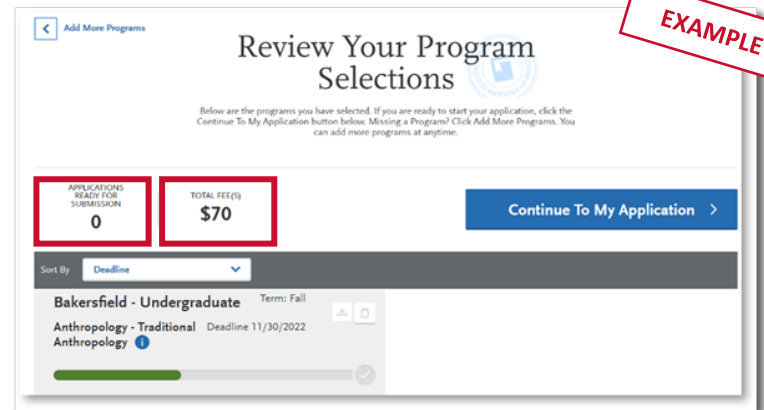 EXAMPLE
Add More Programs
Review Your Program
Selections
Below are the programs you have selected. If you are ready to start your application, click the
Continue To My Application button below. Missing a Program? Click Add More Programs. You
can add more programs at anytime.
APPLICATIONS
READY FOR
SUBMISSION
0
TOTAL FEE(S)
$70
Continue To My Application
Sort By Deadline
Bakersfield - Undergraduate Term: Fall
Anthropology - Traditional Deadline 11/30/2022
Anthropology